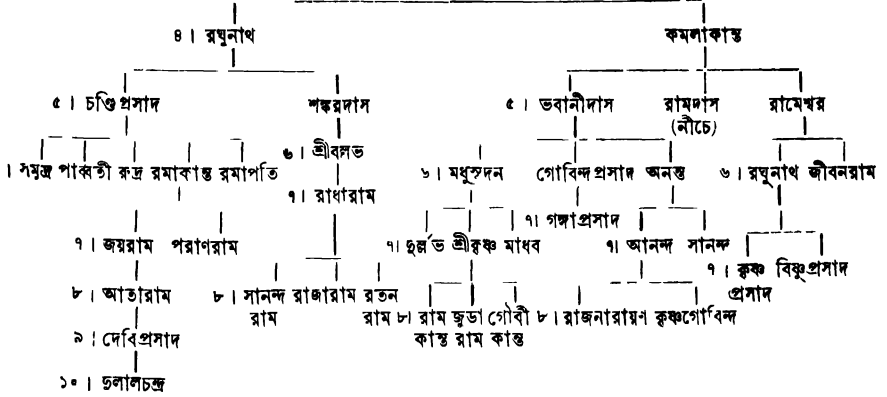 ৪। রঘুনাথ কমলাকান্ত
৫। চণ্ডিপ্রসাদ শঙ্করদাস ৫। ভবানীদাস রামদাস রামেশ্বর
(নীচে)
৬। শ্রীবল্লভ
। সমুদ্র পার্ব্বতী রুদ্র রমাকান্ত রমাপতি ৬। মধুসূদন গোবিন্দপ্রসাদ অনন্ত ৬। রঘুনাথ জীবনরাম
৭। রাধারাম
৭। গঙ্গাপ্রসাদ
৭। জয়রাম পরাণরাম ৭। দুর্লভ শ্রীকৃষ্ণ মাধব ৭। আনন্দ সানন্দ
৭। কৃষ্ণ বিষ্ণুপ্রসাদ
প্রসাদ
৮। আতারাম ৮। সানন্দ রাজারাম রতন
রাম রাম ৮। রাম জুড়া গৌরী ৮। রাজনারায়ণ কৃষ্ণগোবিন্দ
কান্ত রাম কান্ত
৯। দেবিপ্রসাদ
১০। দুলালচন্দ্র